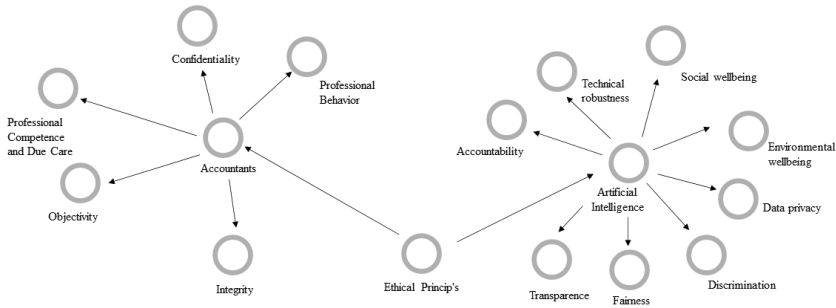 Confidentiality
Professional
Behavior
Professional
Competence
and Due Care
Accountants
Objectivity
Integrity
Ethical Princip's
Social wellbeing
Technical
robustness
Accountability
Environmental
wellbeing
Artificial
Intelligence
Data privacy
Discrimination
Transparence
Fairness